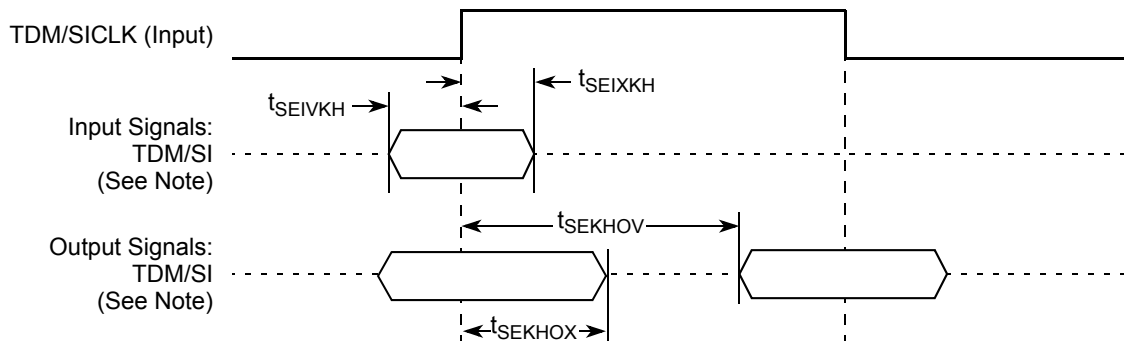 TDM/SICLK (Input)
tSEIXKH
tSEIVKH
Input Signals:
TDM/SI
(See Note)
tSEKHOV
Output Signals:
TDM/SI
(See Note)
tSEKHOX